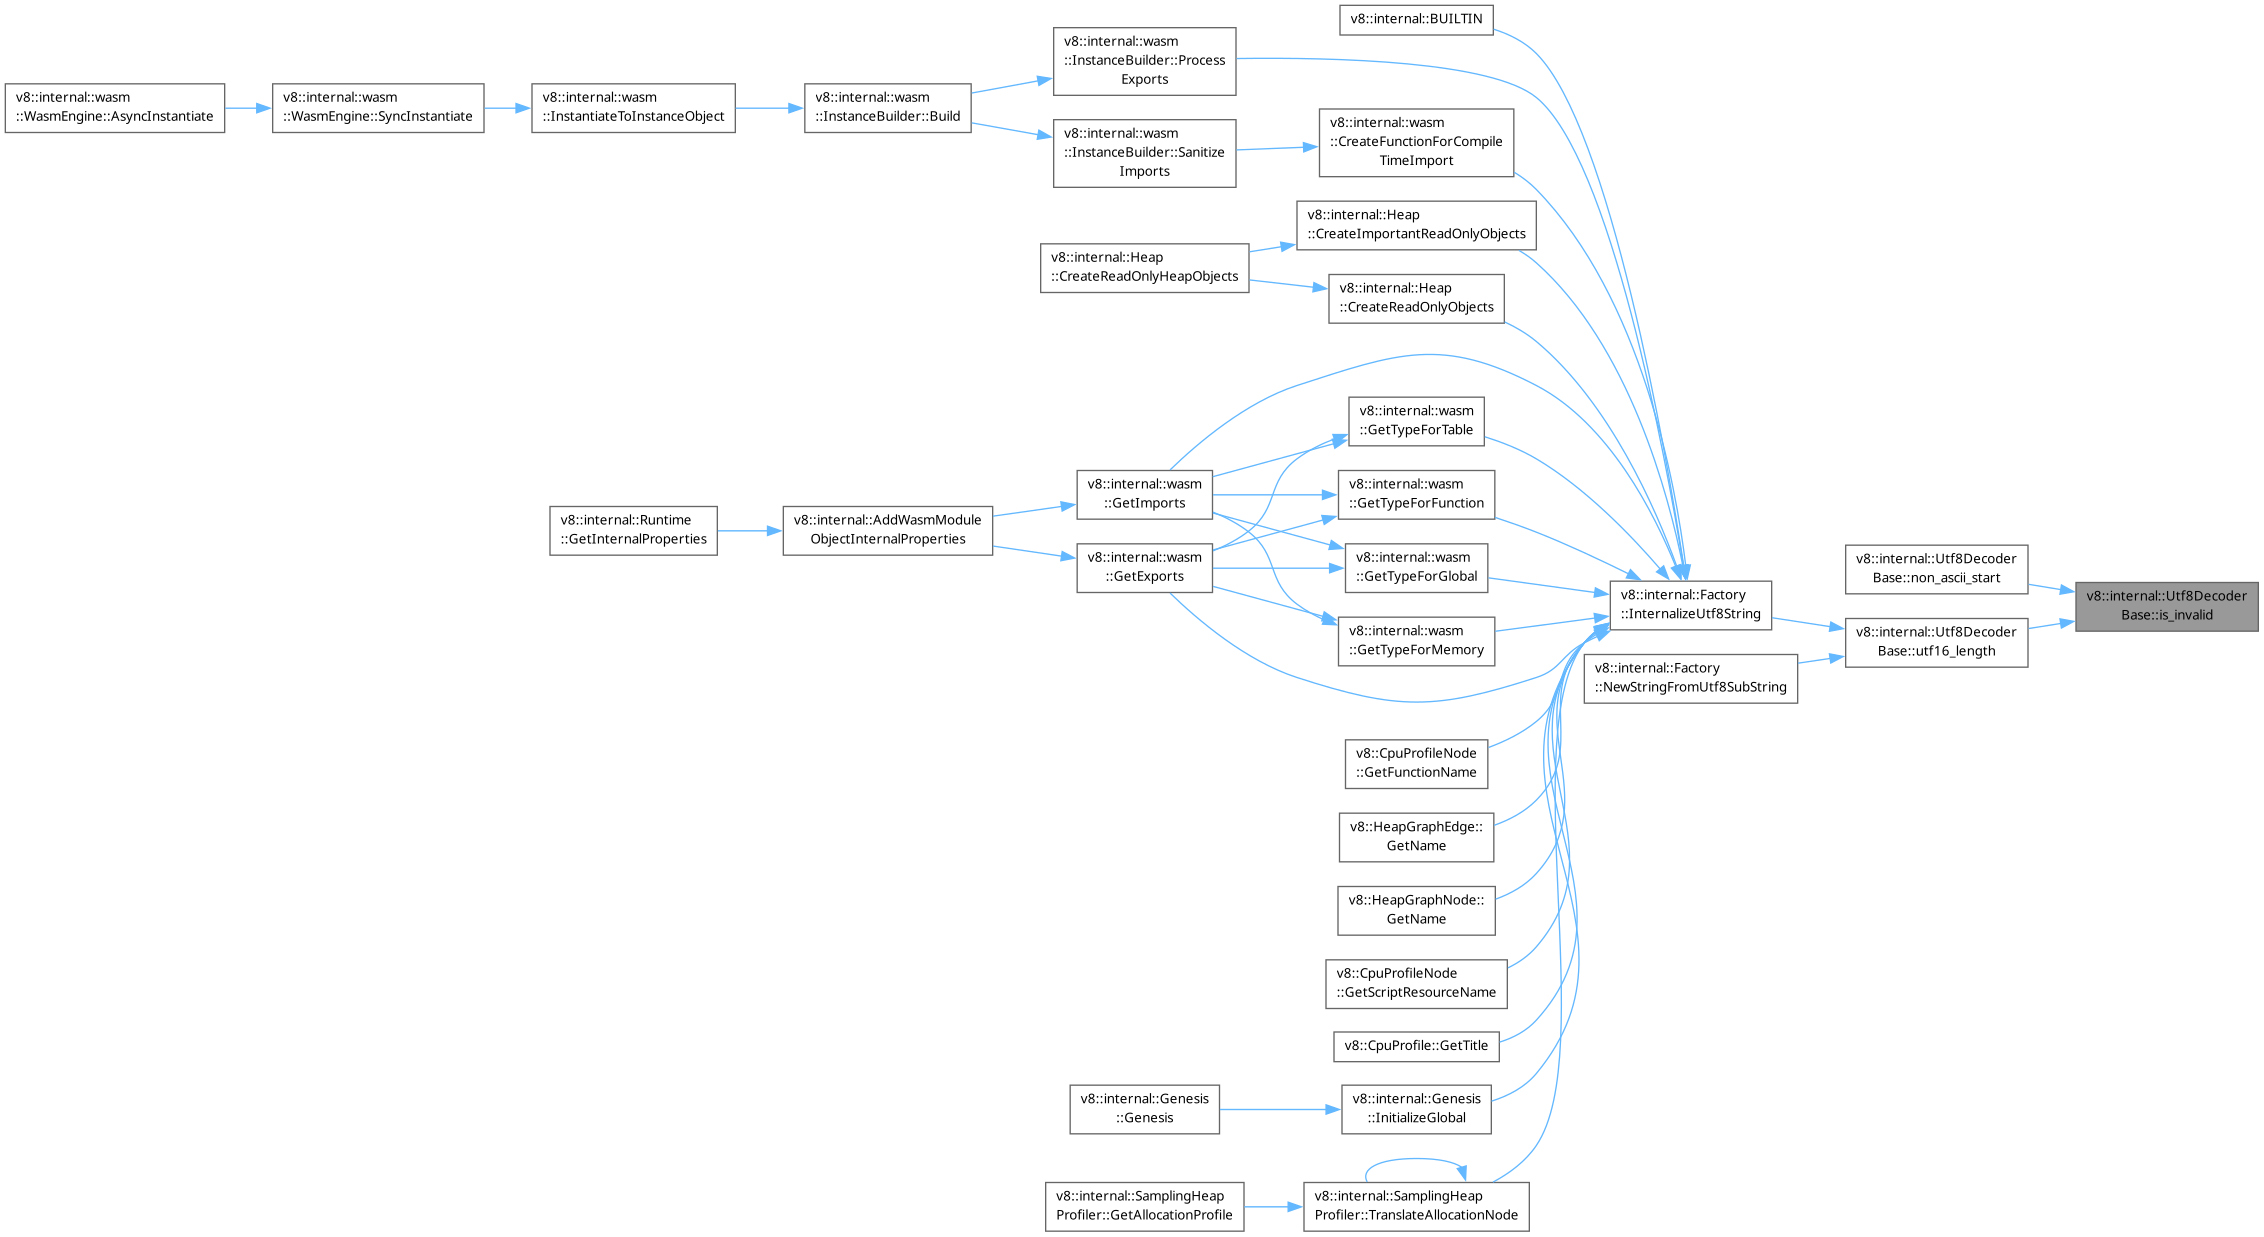 v8::internal::BUILTIN
v8::internal::wasm
::InstanceBuilder::Process
Exports
v8::internal::wasm
::WasmEngine::AsyncInstantiate
v8::internal::wasm
::WasmEngine::SyncInstantiate
v8::internal::wasm
::InstantiateToInstanceObject
v8::internal::wasm
::InstanceBuilder::Build
v8::internal::wasm
::InstanceBuilder::Sanitize
Imports
v8::internal::wasm
::CreateFunctionForCompile
TimeImport
v8::internal::Heap
::CreateImportantReadOnlyObjects
v8::internal::Heap
::CreateReadOnlyHeapObjects
v8::internal::Heap
::CreateReadOnlyObjects
v8::internal::wasm
::GetTypeForTable
v8::internal::wasm
::GetImports
v8::internal::wasm
::GetTypeForFunction
v8::internal::Runtime
::GetInternalProperties
v8::internal::AddWasmModule
ObjectInternalProperties
v8::internal::wasm
::GetExports
v8::internal::wasm
::GetTypeForGlobal
v8::internal::Utf8Decoder
Base::non_ascii_start
v8::internal::Factory
::InternalizeUtf8String
v8::internal::Utf8Decoder
Base::is_invalid
v8::internal::wasm
::GetTypeForMemory
v8::internal::Utf8Decoder
Base::utf16_length
v8::internal::Factory
::NewStringFromUtf8SubString
v8::CpuProfileNode
::GetFunctionName
v8::HeapGraphEdge::
GetName
v8::HeapGraphNode::
GetName
v8::CpuProfileNode
::GetScriptResourceName
v8::CpuProfile::GetTitle
v8::internal::Genesis
::Genesis
v8::internal::Genesis
::InitializeGlobal
v8::internal::SamplingHeap
Profiler::GetAllocationProfile
v8::internal::SamplingHeap
Profiler::TranslateAllocationNode